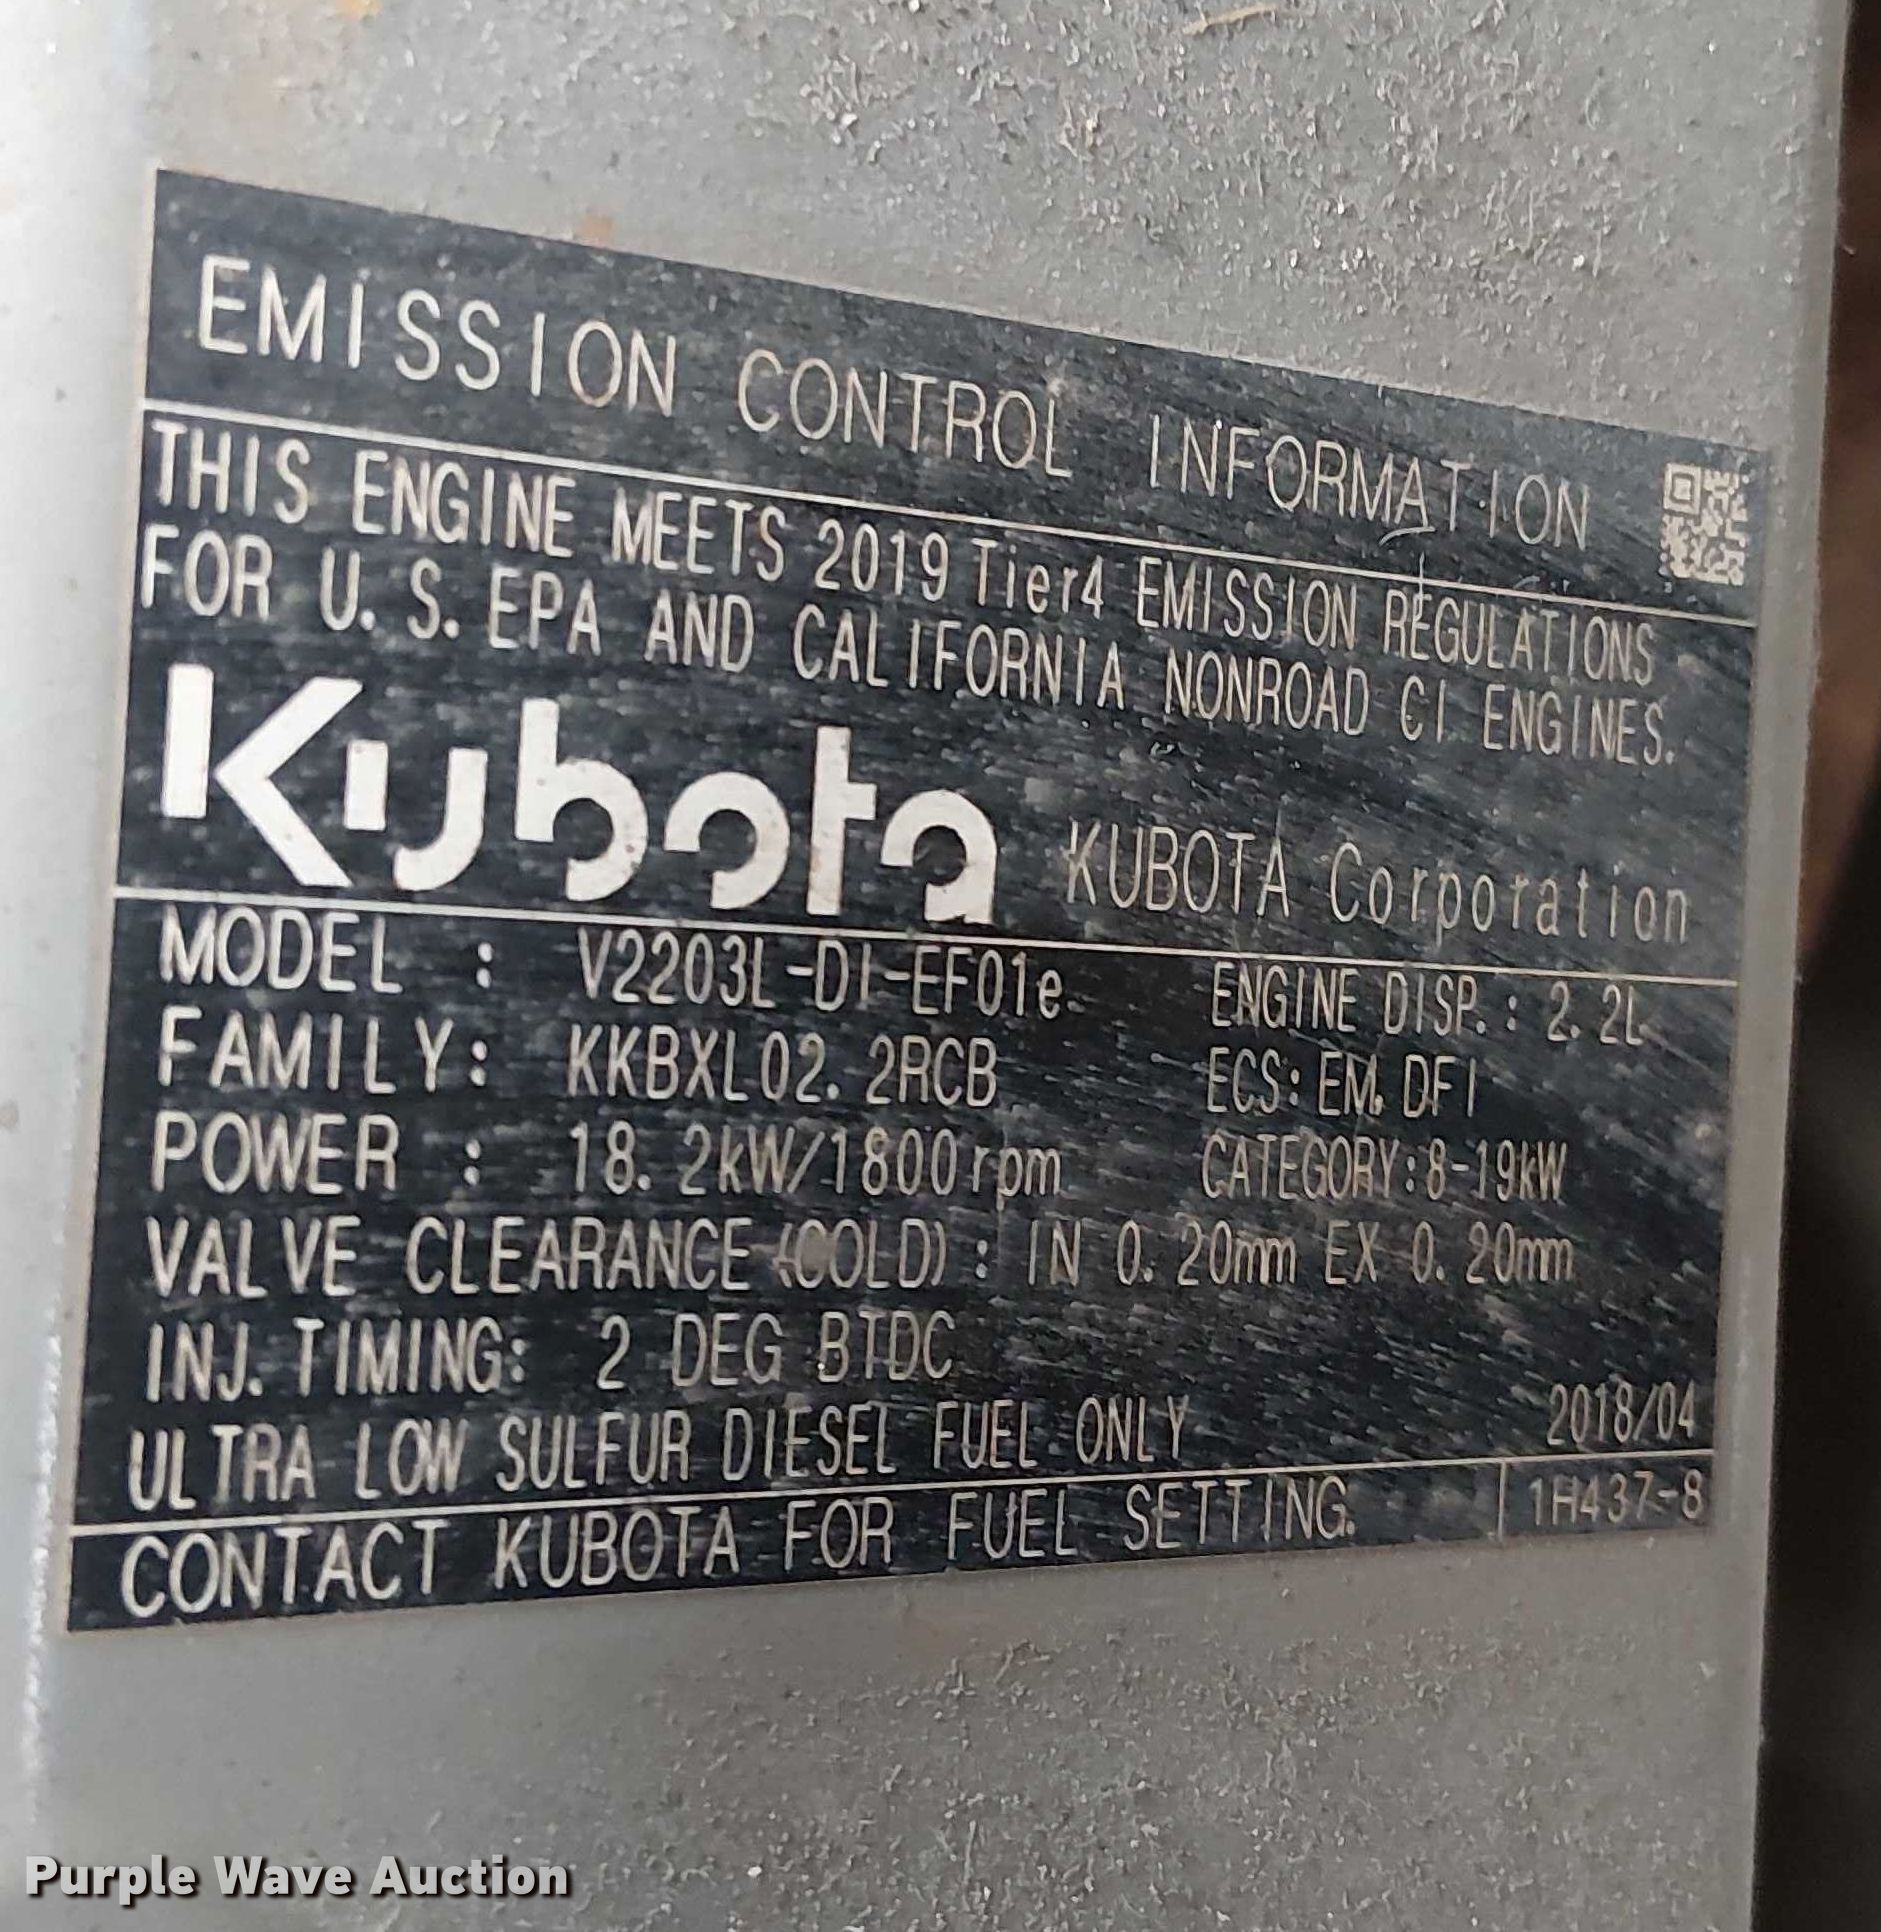 EMISSION CONTROL INFORMATION
THIS ENGINE MEETS 2019 Tier4 EMISSION REGULATIONS
FOR U. S. EPA AND CALIFORNIA NONROAD CI ENGINES.
Kubota KUBOTA Corporation
MODEL : V2203L-DI-EF01e ENGINE DISP. : 2. 2L
FAMILY: KKBXL02. 2RCB ECS: EM, DFI
POWER : 18. 2kW/1800rpm CATEGORY:8-19kW
VALVE CLEARANCE (COLD) : IN 0. 20mm EX 0. 20mm
INJ. TIMING: 2 DEG BTDC
ULTRA LOW SULFUR DIESEL FUEL ONLY 2018/04
CONTACT KUBOTA FOR FUEL SETTING. 1H437-8
Purple Wave Auction